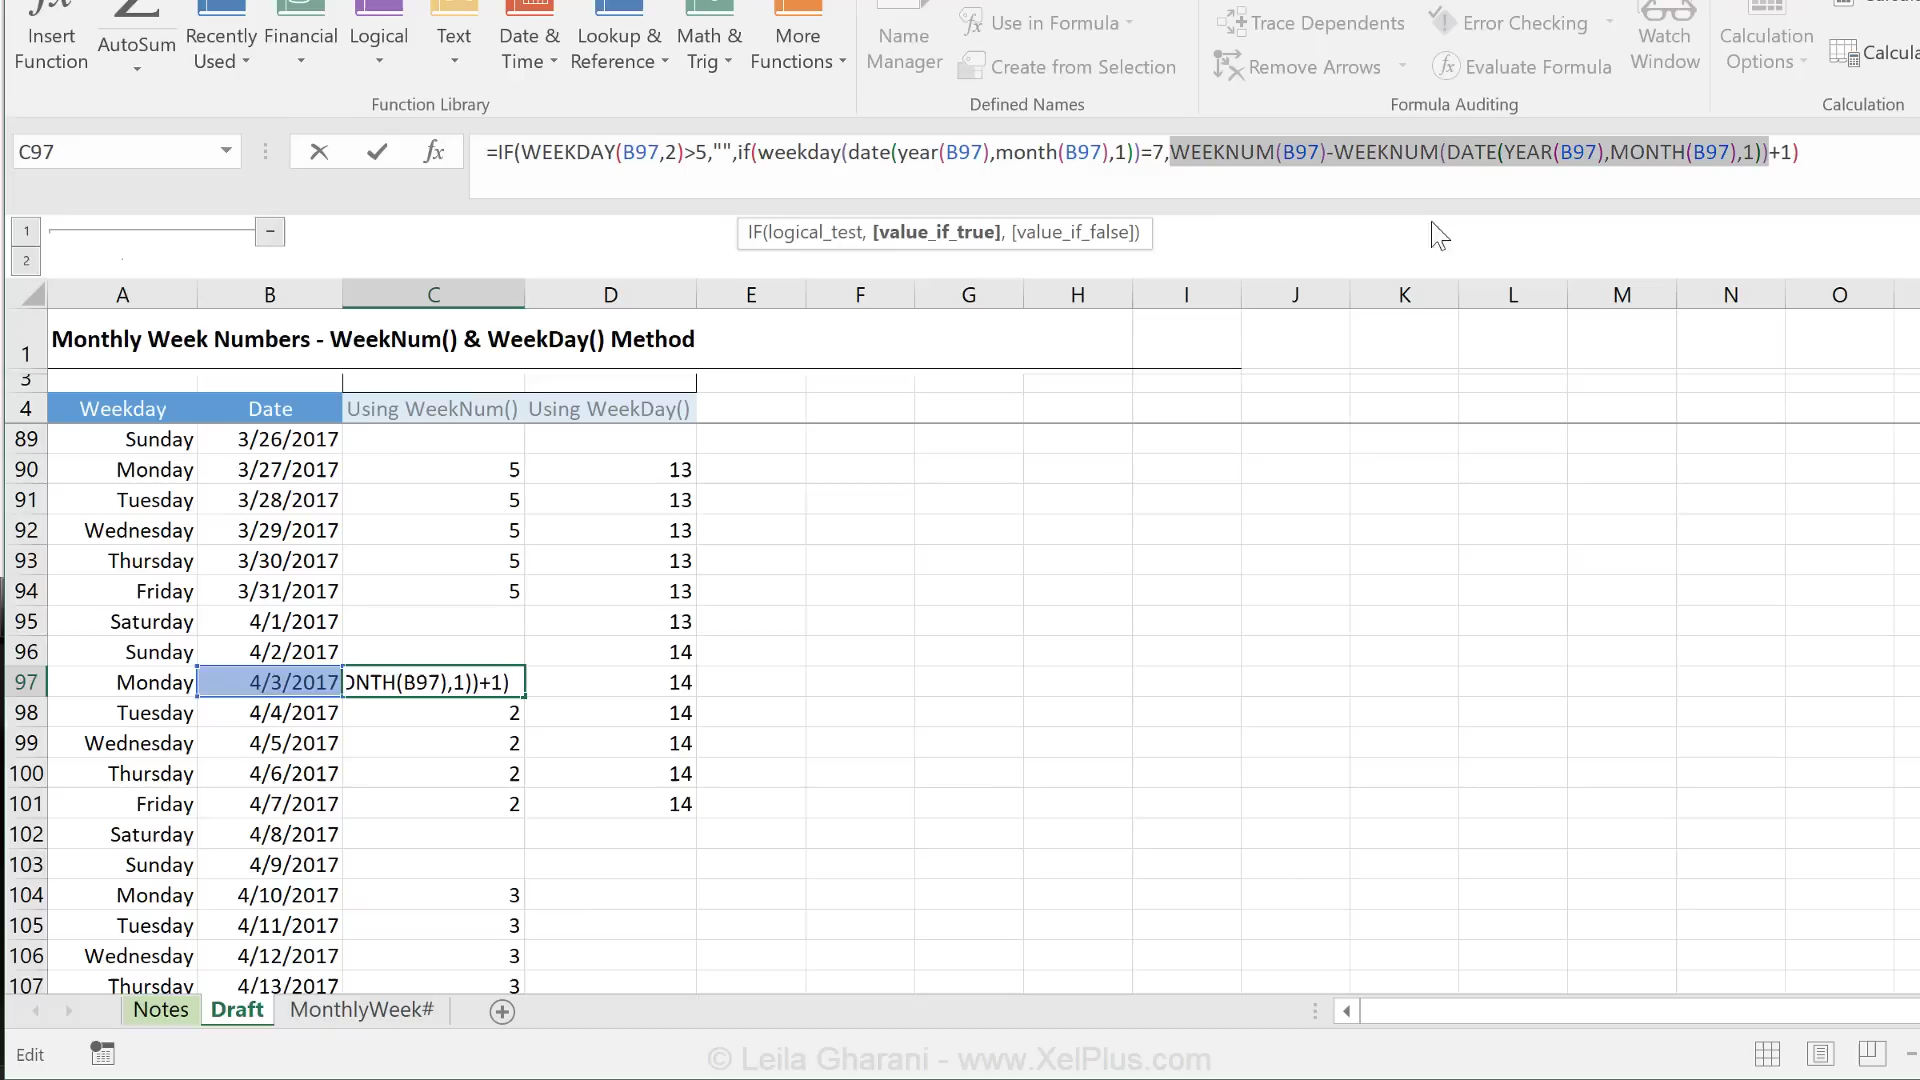 Insert Function
AutoSum
Recently Used
Financial
Logical
Text
Date & Time
Lookup & Reference
Math & Trig
More Functions
Function Library
Name Manager
Use in Formula
Create from Selection
Defined Names
Trace Dependents
Remove Arrows
Error Checking
Evaluate Formula
Formula Auditing
Watch Window
Calculation Options
Calculation
C97
fx
=IF(WEEKDAY(B97,2)>5,"",if(weekday(date(year(B97),month(B97),1))=7,WEEKNUM(B97)-WEEKNUM(DATE(YEAR(B97),MONTH(B97),1))+1)
IF(logical_test, [value_if_true], [value_if_false])
1
2
A B C D E F G H I J K L M N O
1 Monthly Week Numbers - WeekNum() & WeekDay() Method
3
4 Weekday Date Using WeekNum() Using WeekDay()
89 Sunday 3/26/2017
90 Monday 3/27/2017 5 13
91 Tuesday 3/28/2017 5 13
92 Wednesday 3/29/2017 5 13
93 Thursday 3/30/2017 5 13
94 Friday 3/31/2017 5 13
95 Saturday 4/1/2017 13
96 Sunday 4/2/2017 14
97 Monday 4/3/2017 ONTH(B97),1))+1) 14
98 Tuesday 4/4/2017 2 14
99 Wednesday 4/5/2017 2 14
100 Thursday 4/6/2017 2 14
101 Friday 4/7/2017 2 14
102 Saturday 4/8/2017
103 Sunday 4/9/2017
104 Monday 4/10/2017 3
105 Tuesday 4/11/2017 3
106 Wednesday 4/12/2017 3
107 Thursday 4/13/2017 3
Notes Draft MonthlyWeek#
Edit
© Leila Gharani - www.XelPlus.com